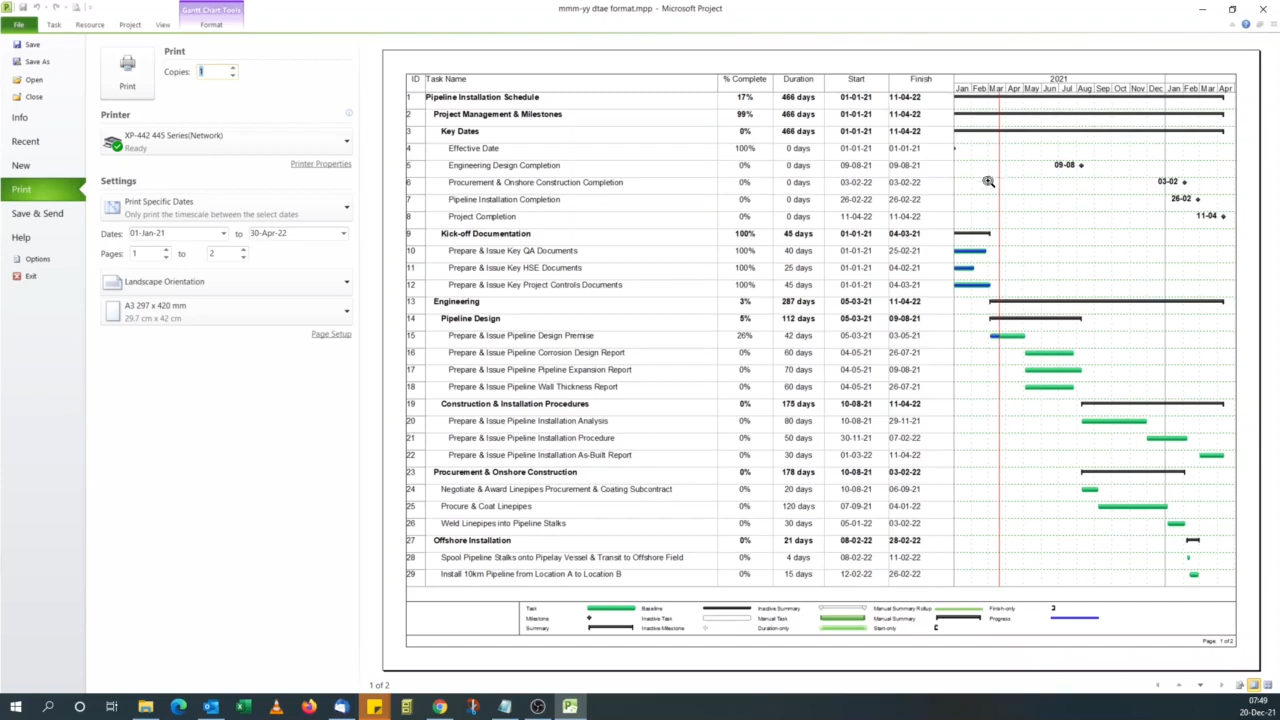 mmm-yy dtae format.mpp - Microsoft Project
Gantt Chart Tools
File Task Resource Project View Format
Save
Save As
Open
Close
Info
Recent
New
Print
Save & Send
Help
Options
Exit
Print
Print
Copies: 1
Printer
XP-442 445 Series(Network)
Ready
Printer Properties
Settings
Print Specific Dates
Only print the timescale between the select dates
Dates: 01-Jan-21 to 30-Apr-22
Pages: 1 to 2
Landscape Orientation
A3 297 x 420 mm
29.7 cm x 42 cm
Page Setup
ID Task Name % Complete Duration Start Finish 2021
Jan Feb Mar Apr May Jun Jul Aug Sep Oct Nov Dec Jan Feb Mar Apr
1 Pipeline Installation Schedule 17% 466 days 01-01-21 11-04-22
2 Project Management & Milestones 99% 466 days 01-01-21 11-04-22
3 Key Dates 0% 466 days 01-01-21 11-04-22
4 Effective Date 100% 0 days 01-01-21 01-01-21
5 Engineering Design Completion 0% 0 days 09-08-21 09-08-21 09-08
6 Procurement & Onshore Construction Completion 0% 0 days 03-02-22 03-02-22 03-02
7 Pipeline Installation Completion 0% 0 days 26-02-22 26-02-22 26-02
8 Project Completion 0% 0 days 11-04-22 11-04-22 11-04
9 Kick-off Documentation 100% 45 days 01-01-21 04-03-21
10 Prepare & Issue Key QA Documents 100% 40 days 01-01-21 25-02-21
11 Prepare & Issue Key HSE Documents 100% 25 days 01-01-21 04-02-21
12 Prepare & Issue Key Project Controls Documents 100% 45 days 01-01-21 04-03-21
13 Engineering 3% 287 days 05-03-21 11-04-22
14 Pipeline Design 5% 112 days 05-03-21 09-08-21
15 Prepare & Issue Pipeline Design Premise 26% 42 days 05-03-21 03-05-21
16 Prepare & Issue Pipeline Corrosion Design Report 0% 60 days 04-05-21 26-07-21
17 Prepare & Issue Pipeline Pipeline Expansion Report 0% 70 days 04-05-21 09-08-21
18 Prepare & Issue Pipeline Wall Thickness Report 0% 60 days 04-05-21 26-07-21
19 Construction & Installation Procedures 0% 175 days 10-08-21 11-04-22
20 Prepare & Issue Pipeline Installation Analysis 0% 80 days 10-08-21 29-11-21
21 Prepare & Issue Pipeline Installation Procedure 0% 50 days 30-11-21 07-02-22
22 Prepare & Issue Pipeline Installation As-Built Report 0% 30 days 01-03-22 11-04-22
23 Procurement & Onshore Construction 0% 178 days 10-08-21 03-02-22
24 Negotiate & Award Linepipes Procurement & Coating Subcontract 0% 20 days 10-08-21 06-09-21
25 Procure & Coat Linepipes 0% 120 days 07-09-21 04-01-22
26 Weld Linepipes into Pipeline Stalks 0% 30 days 05-01-22 03-02-22
27 Offshore Installation 0% 21 days 08-02-22 28-02-22
28 Spool Pipeline Stalks onto Pipelay Vessel & Transit to Offshore Field 0% 4 days 08-02-22 11-02-22
29 Install 10km Pipeline from Location A to Location B 0% 15 days 12-02-22 26-02-22
Task Baseline Inactive Summary Manual Summary Rollup Finish-only
Milestone Inactive Task Manual Task Manual Summary Progress
Summary Inactive Milestone Duration-only Start-only
Page: 1 of 2
1 of 2
07:49
20-Dec-21